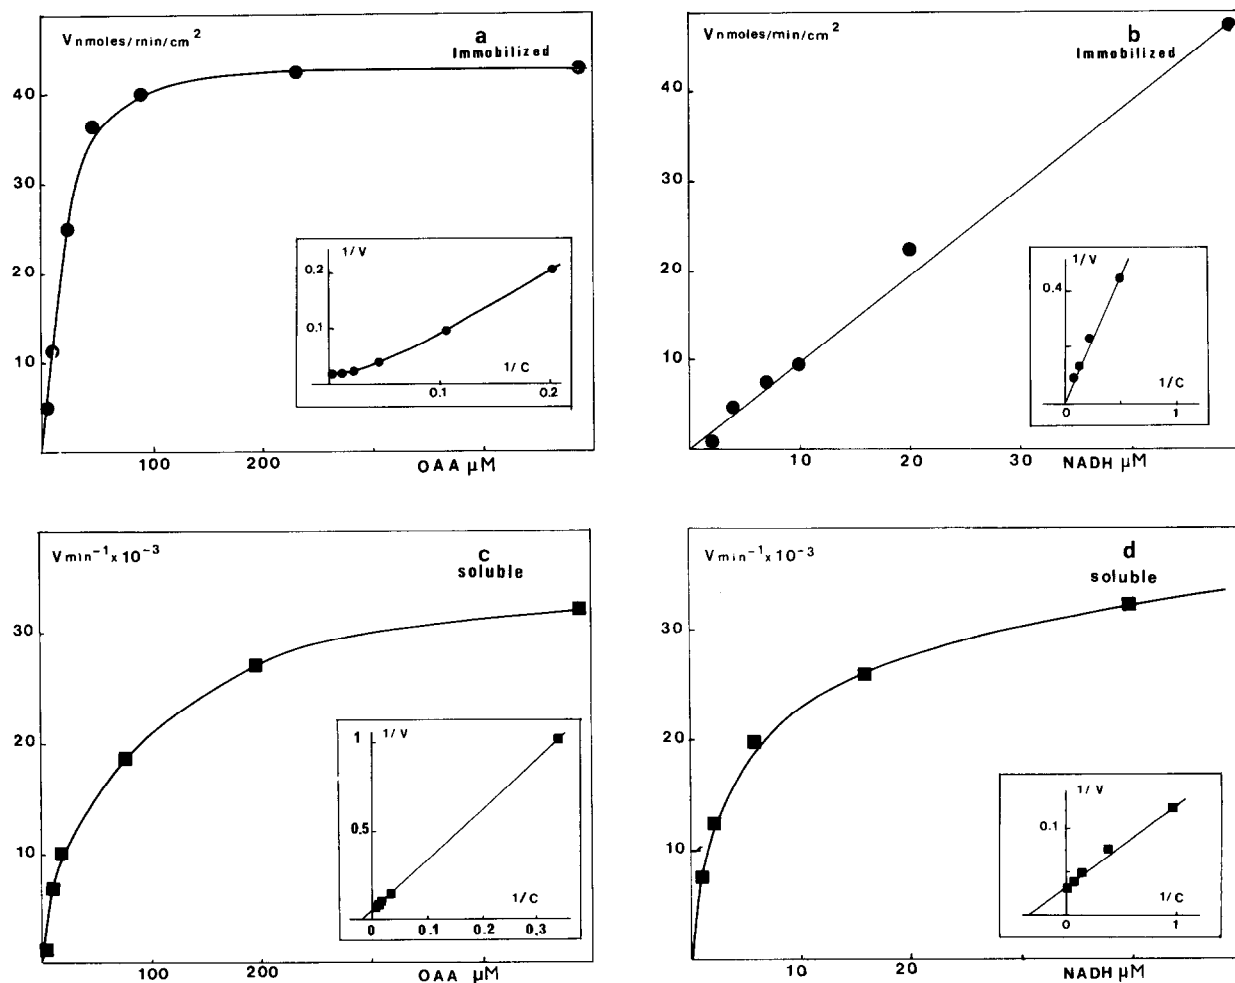 V nmoles/min/cm2
a
Immobilized
40
30
20
10
100
200
OAA μM
1/V
0.2
0.1
1/C
0.1
0.2
V nmoles/min/cm2
b
Immobilized
40
30
20
10
10
20
30
NADH μM
1/V
0.4
1/C
0
1
V min-1 x 10-3
c
soluble
30
20
10
100
200
OAA μM
1
1/V
0.5
1/C
0
0.1
0.2
0.3
V min-1 x 10-3
d
soluble
30
20
10
10
20
NADH μM
1/V
0.1
1/C
0
1